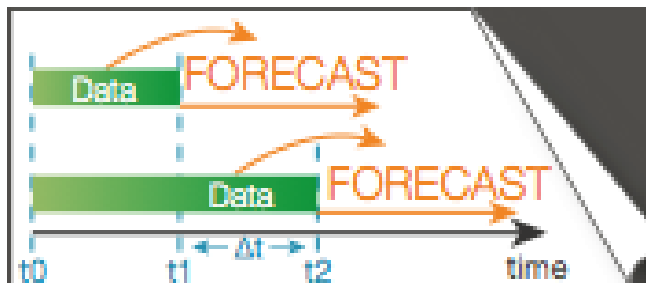 Data
FORECAST
Data
FORECAST
Δt
t0 t1 t2 time